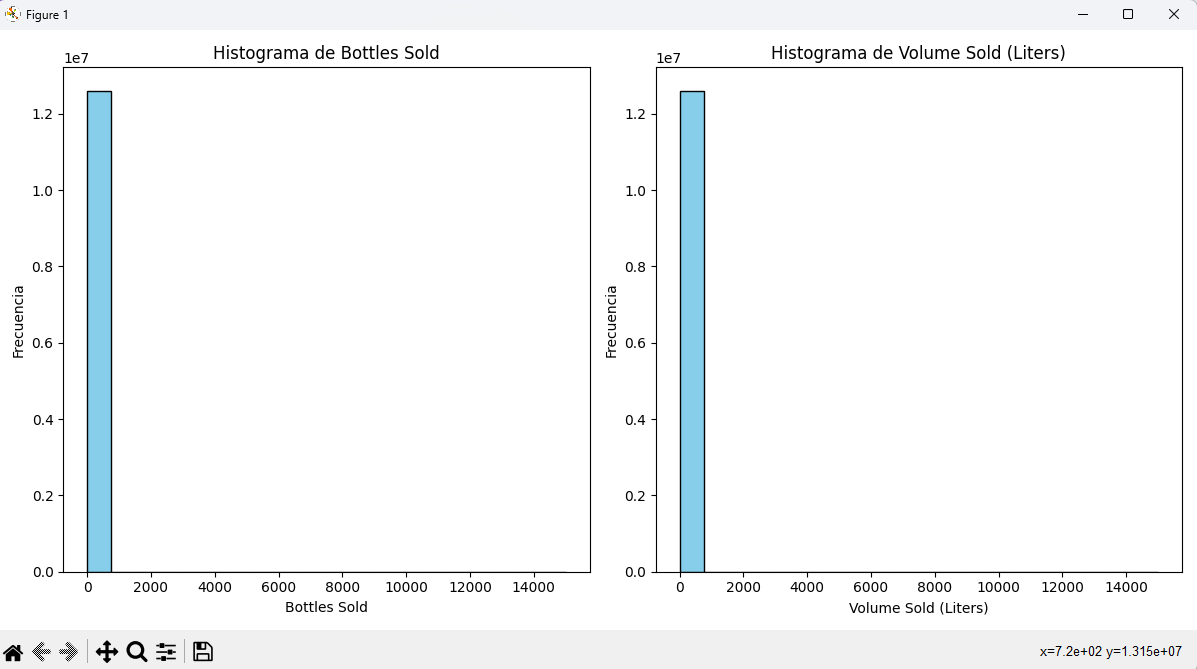 Figure 1
Histograma de Bottles Sold
1e7
1.2
1.0
0.8
0.6
0.4
0.2
0.0
Frecuencia
0 2000 4000 6000 8000 10000 12000 14000
Bottles Sold
Histograma de Volume Sold (Liters)
1e7
1.2
1.0
0.8
0.6
0.4
0.2
0.0
Frecuencia
0 2000 4000 6000 8000 10000 12000 14000
Volume Sold (Liters)
x=7.2e+02 y=1.315e+07